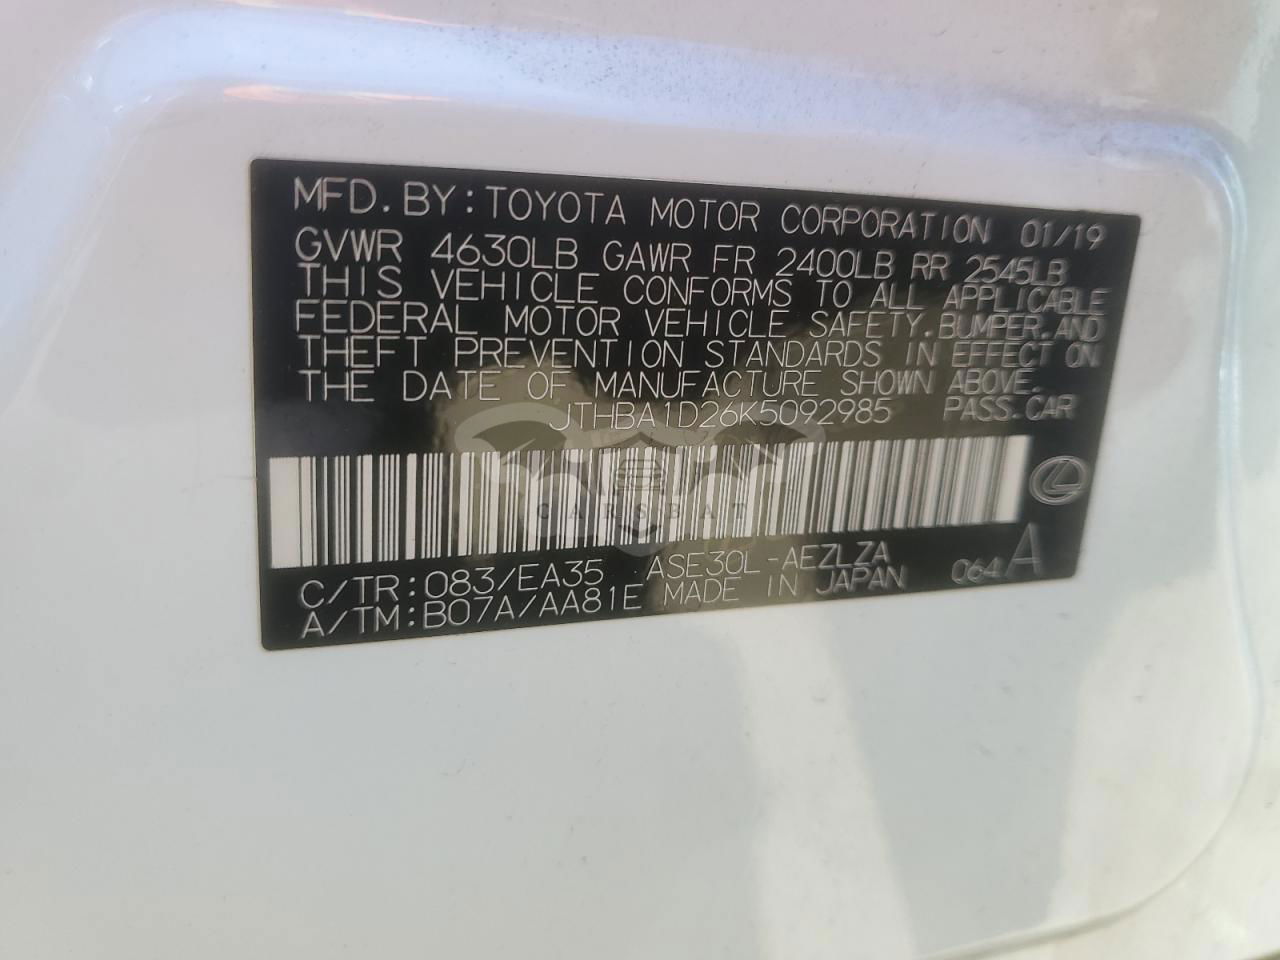 MFD.BY:TOYOTA MOTOR CORPORATION 01/19
GVWR 4630LB GAWR FR 2400LB RR 2545LB
THIS VEHICLE CONFORMS TO ALL APPLICABLE
FEDERAL MOTOR VEHICLE SAFETY,BUMPER,AND
THEFT PREVENTION STANDARDS IN EFFECT ON
THE DATE OF MANUFACTURE SHOWN ABOVE.
JTHBA1D26K5092985 PASS.CAR
CARSBAT
C/TR:083/EA35 ASE30L-AEZLZA
A/TM:B07A/AA81E MADE IN JAPAN 064 A